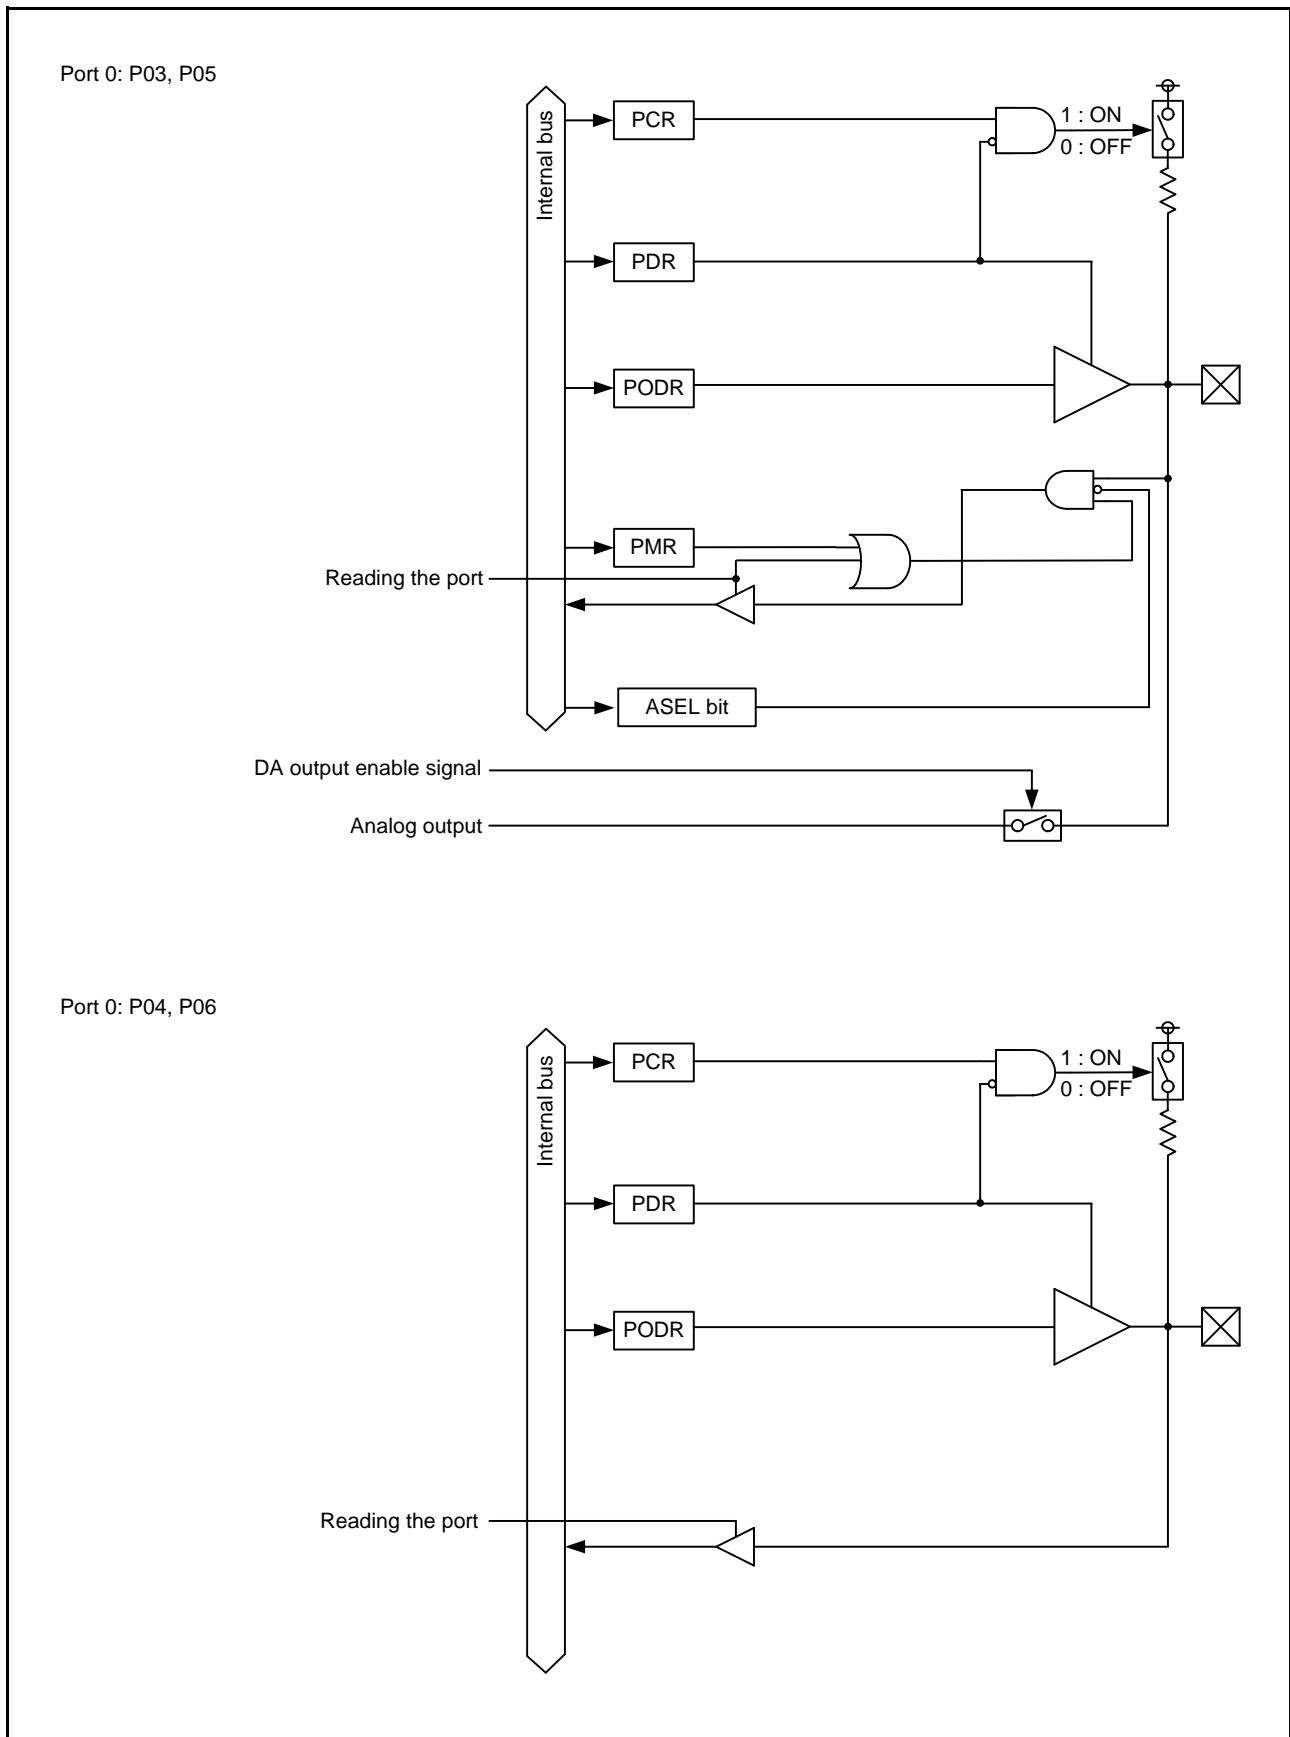 Port 0: P03, P05
Internal bus
PCR
1 : ON
0 : OFF
PDR
PODR
PMR
Reading the port
ASEL bit
DA output enable signal
Analog output
Port 0: P04, P06
Internal bus
PCR
1 : ON
0 : OFF
PDR
PODR
Reading the port